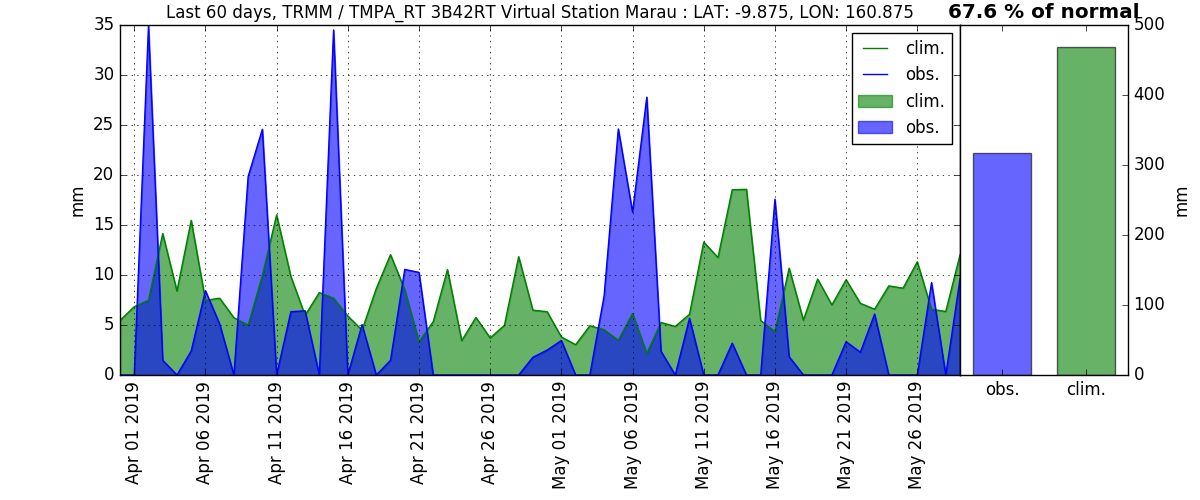 Last 60 days, TRMM / TMPA_RT 3B42RT Virtual Station Marau : LAT: -9.875, LON: 160.875
67.6 % of normal
35
30
25
20
15
10
5
0
mm
clim.
obs.
clim.
obs.
Apr 01 2019
Apr 06 2019
Apr 11 2019
Apr 16 2019
Apr 21 2019
Apr 26 2019
May 01 2019
May 06 2019
May 11 2019
May 16 2019
May 21 2019
May 26 2019
500
400
300
200
100
0
mm
obs.
clim.